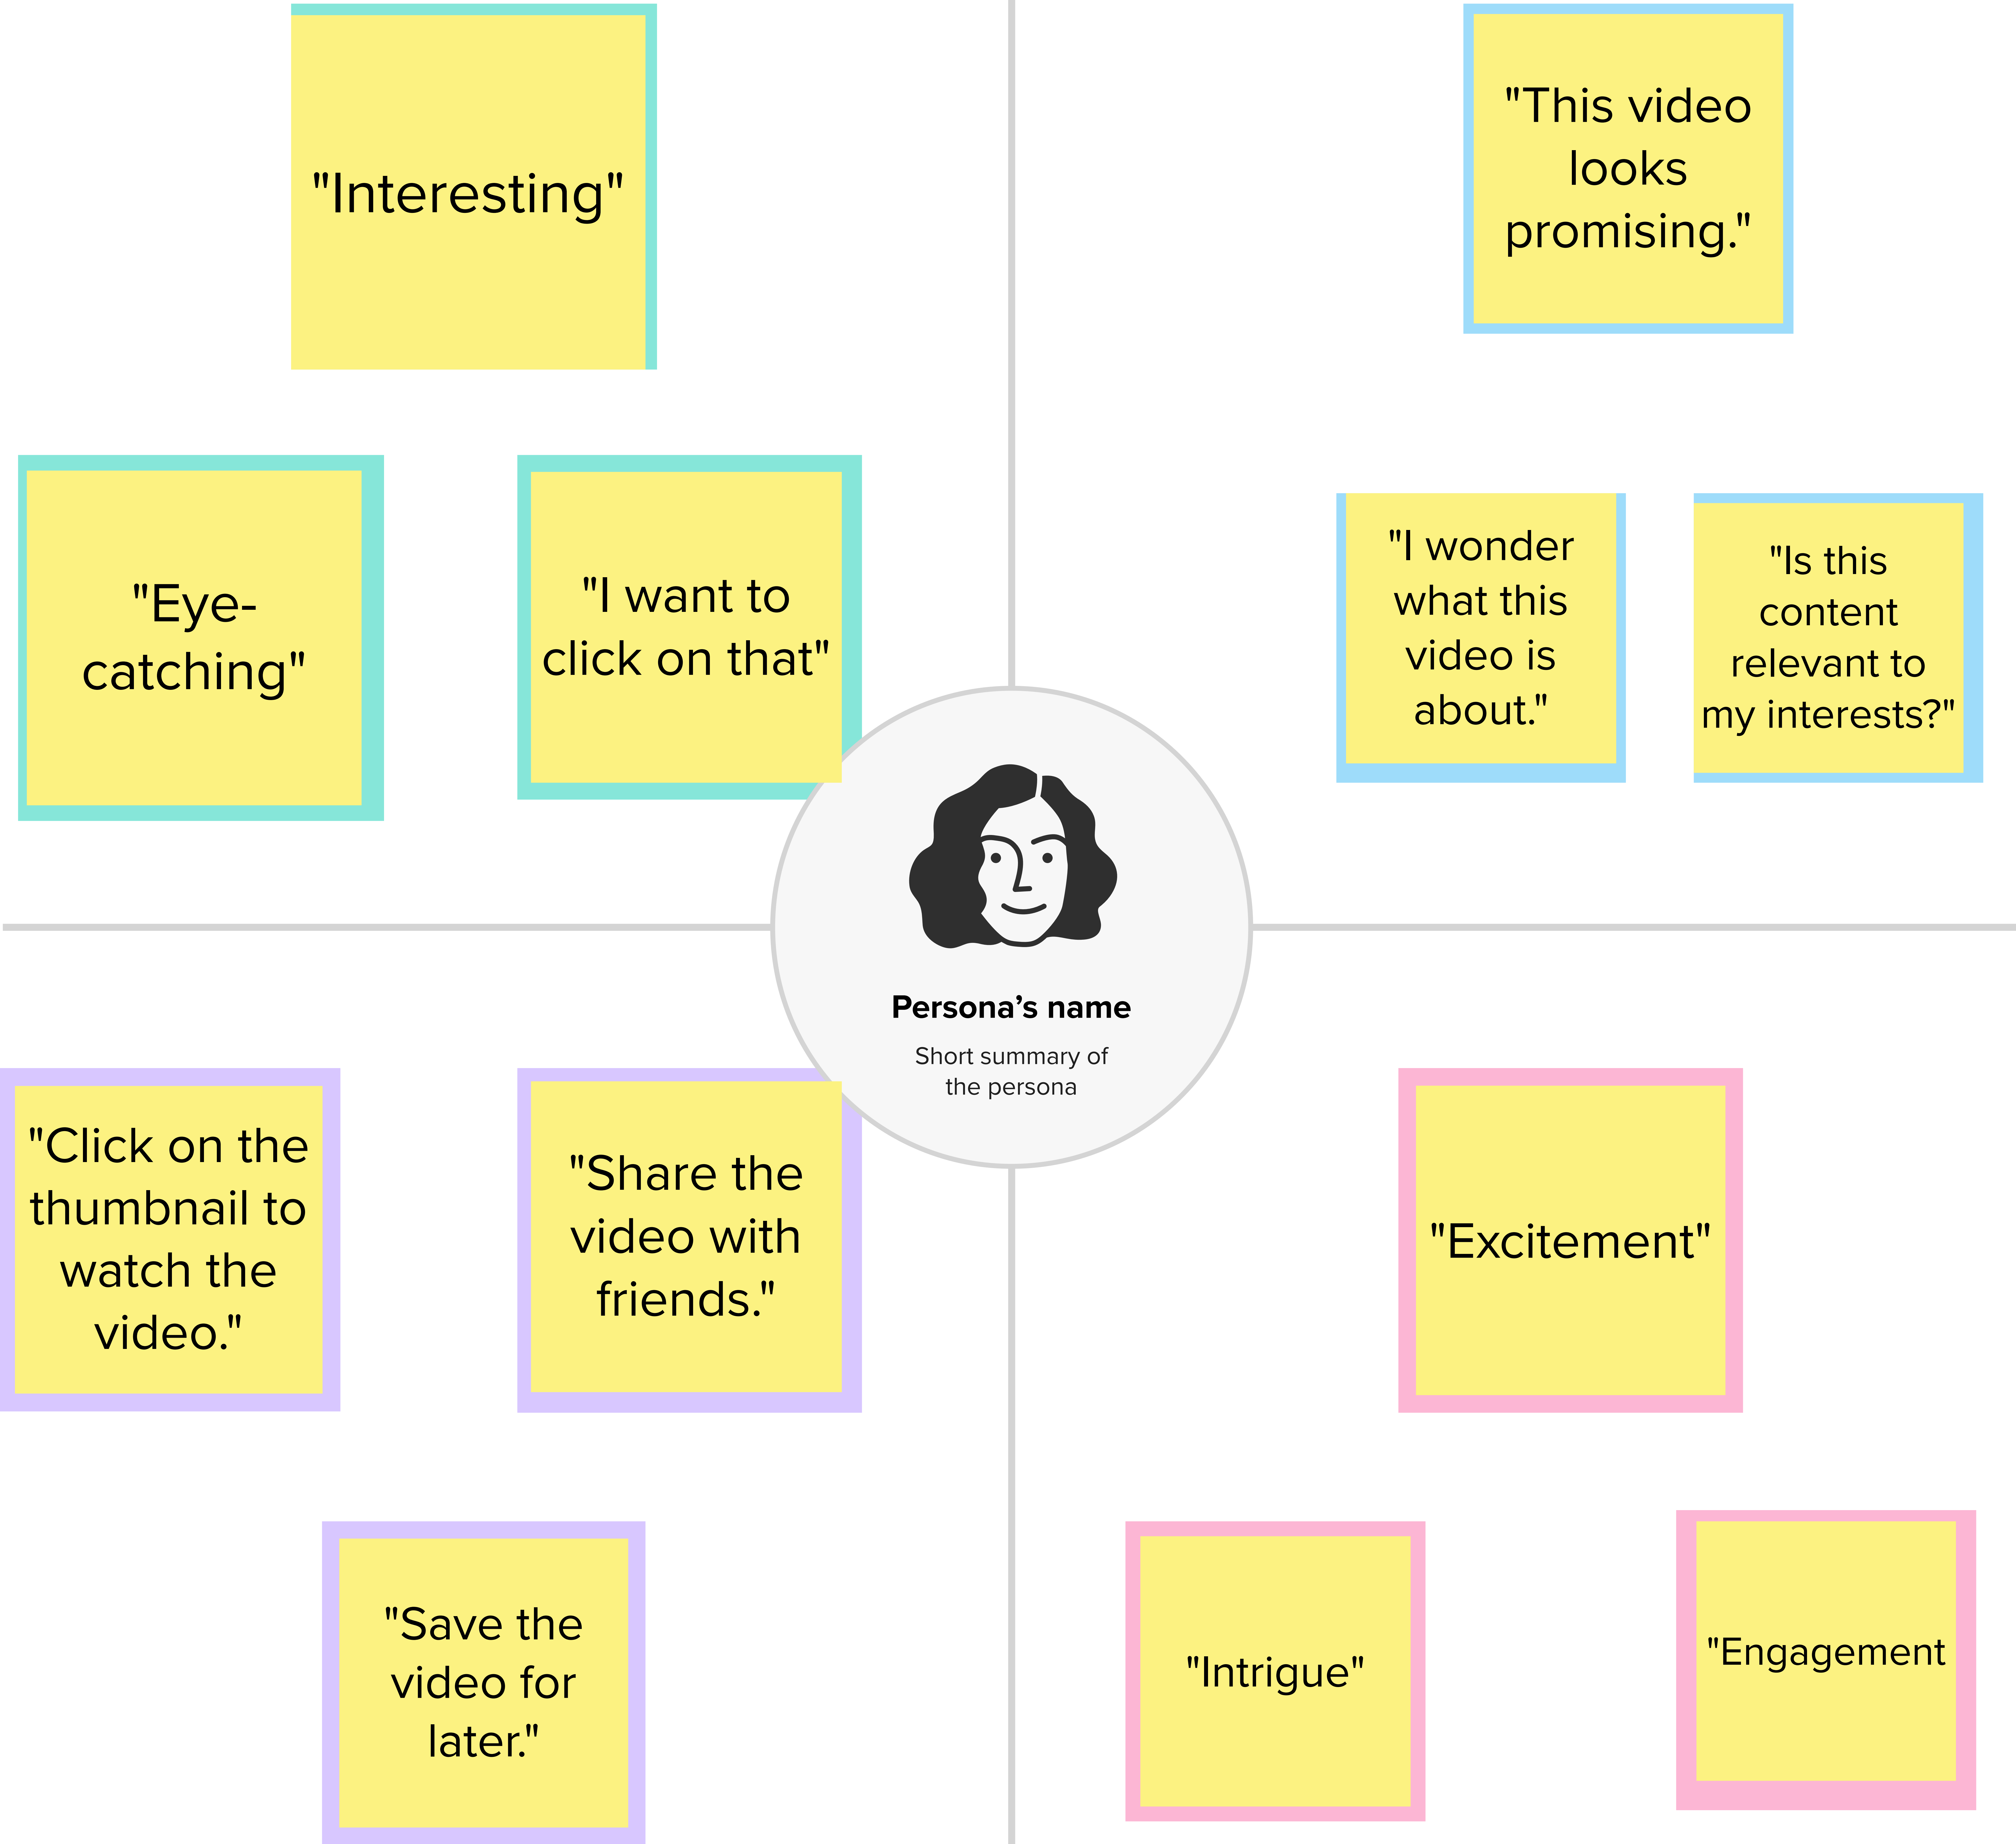 "Interesting"
"Eye-
catching"
"I want to
click on that"
"This video
looks
promising."
"I wonder
what this
video is
about."
"Is this
content
relevant to
my interests?"
Persona’s name
Short summary of
the persona
"Click on the
thumbnail to
watch the
video."
"Share the
video with
friends."
"Save the
video for
later."
"Excitement"
"Intrigue"
"Engagement